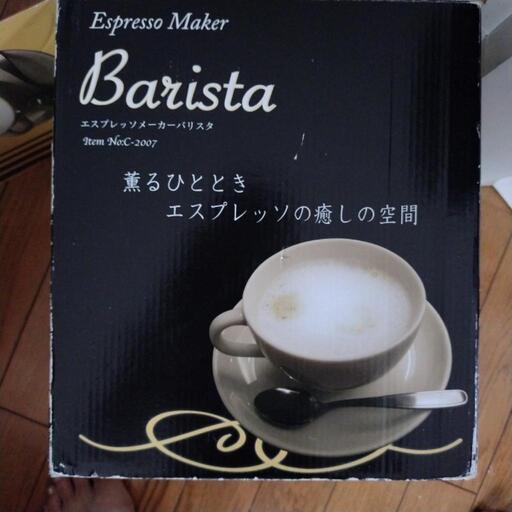 Espresso Maker
Barista
エスプレッソメーカーバリスタ
Item No:C-2007
薫るひととき
エスプレッソの癒しの空間